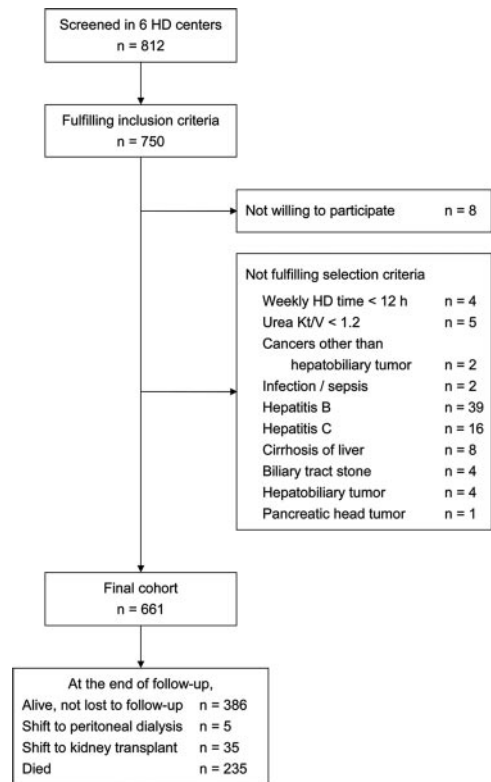 Screened in 6 HD centers
n = 812
Fulfilling inclusion criteria
n = 750
Not willing to participate n = 8
Not fulfilling selection criteria
Weekly HD time < 12 h n = 4
Urea Kt/V < 1.2 n = 5
Cancers other than
hepatobiliary tumor n = 2
Infection / sepsis n = 2
Hepatitis B n = 39
Hepatitis C n = 16
Cirrhosis of liver n = 8
Biliary tract stone n = 4
Hepatobiliary tumor n = 4
Pancreatic head tumor n = 1
Final cohort
n = 661
At the end of follow-up,
Alive, not lost to follow-up n = 386
Shift to peritoneal dialysis n = 5
Shift to kidney transplant n = 35
Died n = 235